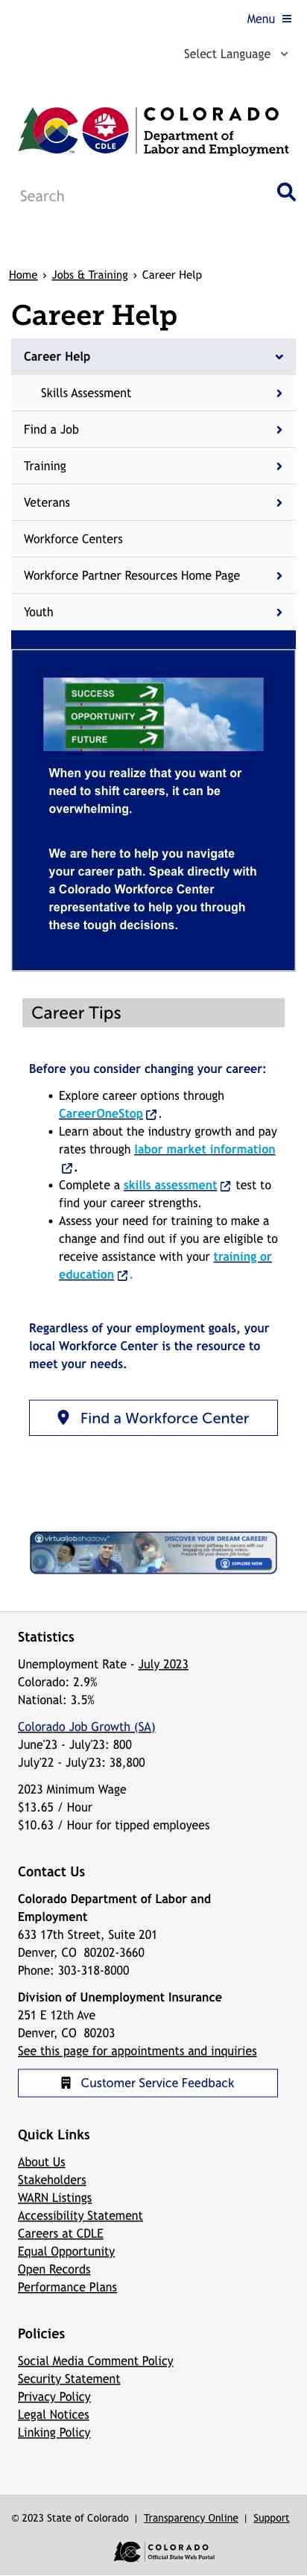 Menu
Select Language
CDLE
COLORADO
Department of
Labor and Employment
Search
Home › Jobs & Training › Career Help
Career Help
Career Help
Skills Assessment
Find a Job
Training
Veterans
Workforce Centers
Workforce Partner Resources Home Page
Youth
SUCCESS
OPPORTUNITY
FUTURE
When you realize that you want or
need to shift careers, it can be
overwhelming.
We are here to help you navigate
your career path. Speak directly with
a Colorado Workforce Center
representative to help you through
these tough decisions.
Career Tips
Before you consider changing your career:
• Explore career options through
CareerOneStop.
• Learn about the industry growth and pay
rates through labor market information
.
• Complete a skills assessment test to
find your career strengths.
• Assess your need for training to make a
change and find out if you are eligible to
receive assistance with your training or
education.
Regardless of your employment goals, your
local Workforce Center is the resource to
meet your needs.
Find a Workforce Center
virtualjobshadow
DISCOVER YOUR DREAM CAREER!
EXPLORE NOW
Statistics
Unemployment Rate - July 2023
Colorado: 2.9%
National: 3.5%
Colorado Job Growth (SA)
June'23 - July'23: 800
July'22 - July'23: 38,800
2023 Minimum Wage
$13.65 / Hour
$10.63 / Hour for tipped employees
Contact Us
Colorado Department of Labor and
Employment
633 17th Street, Suite 201
Denver, CO 80202-3660
Phone: 303-318-8000
Division of Unemployment Insurance
251 E 12th Ave
Denver, CO 80203
See this page for appointments and inquiries
Customer Service Feedback
Quick Links
About Us
Stakeholders
WARN Listings
Accessibility Statement
Careers at CDLE
Equal Opportunity
Open Records
Performance Plans
Policies
Social Media Comment Policy
Security Statement
Privacy Policy
Legal Notices
Linking Policy
© 2023 State of Colorado | Transparency Online | Support
COLORADO
Official State Web Portal